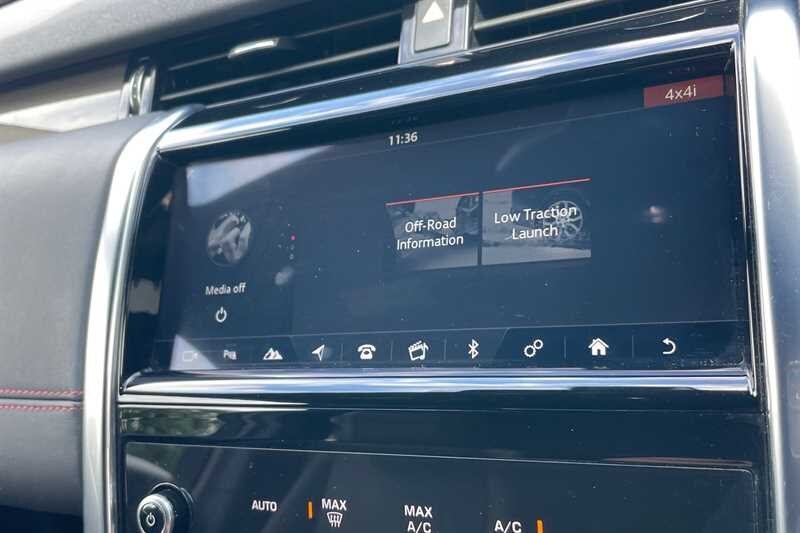 4x4i
11:36
Off-Road
Information
Low Traction
Launch
Media off
AUTO
MAX
MAX
A/C
A/C